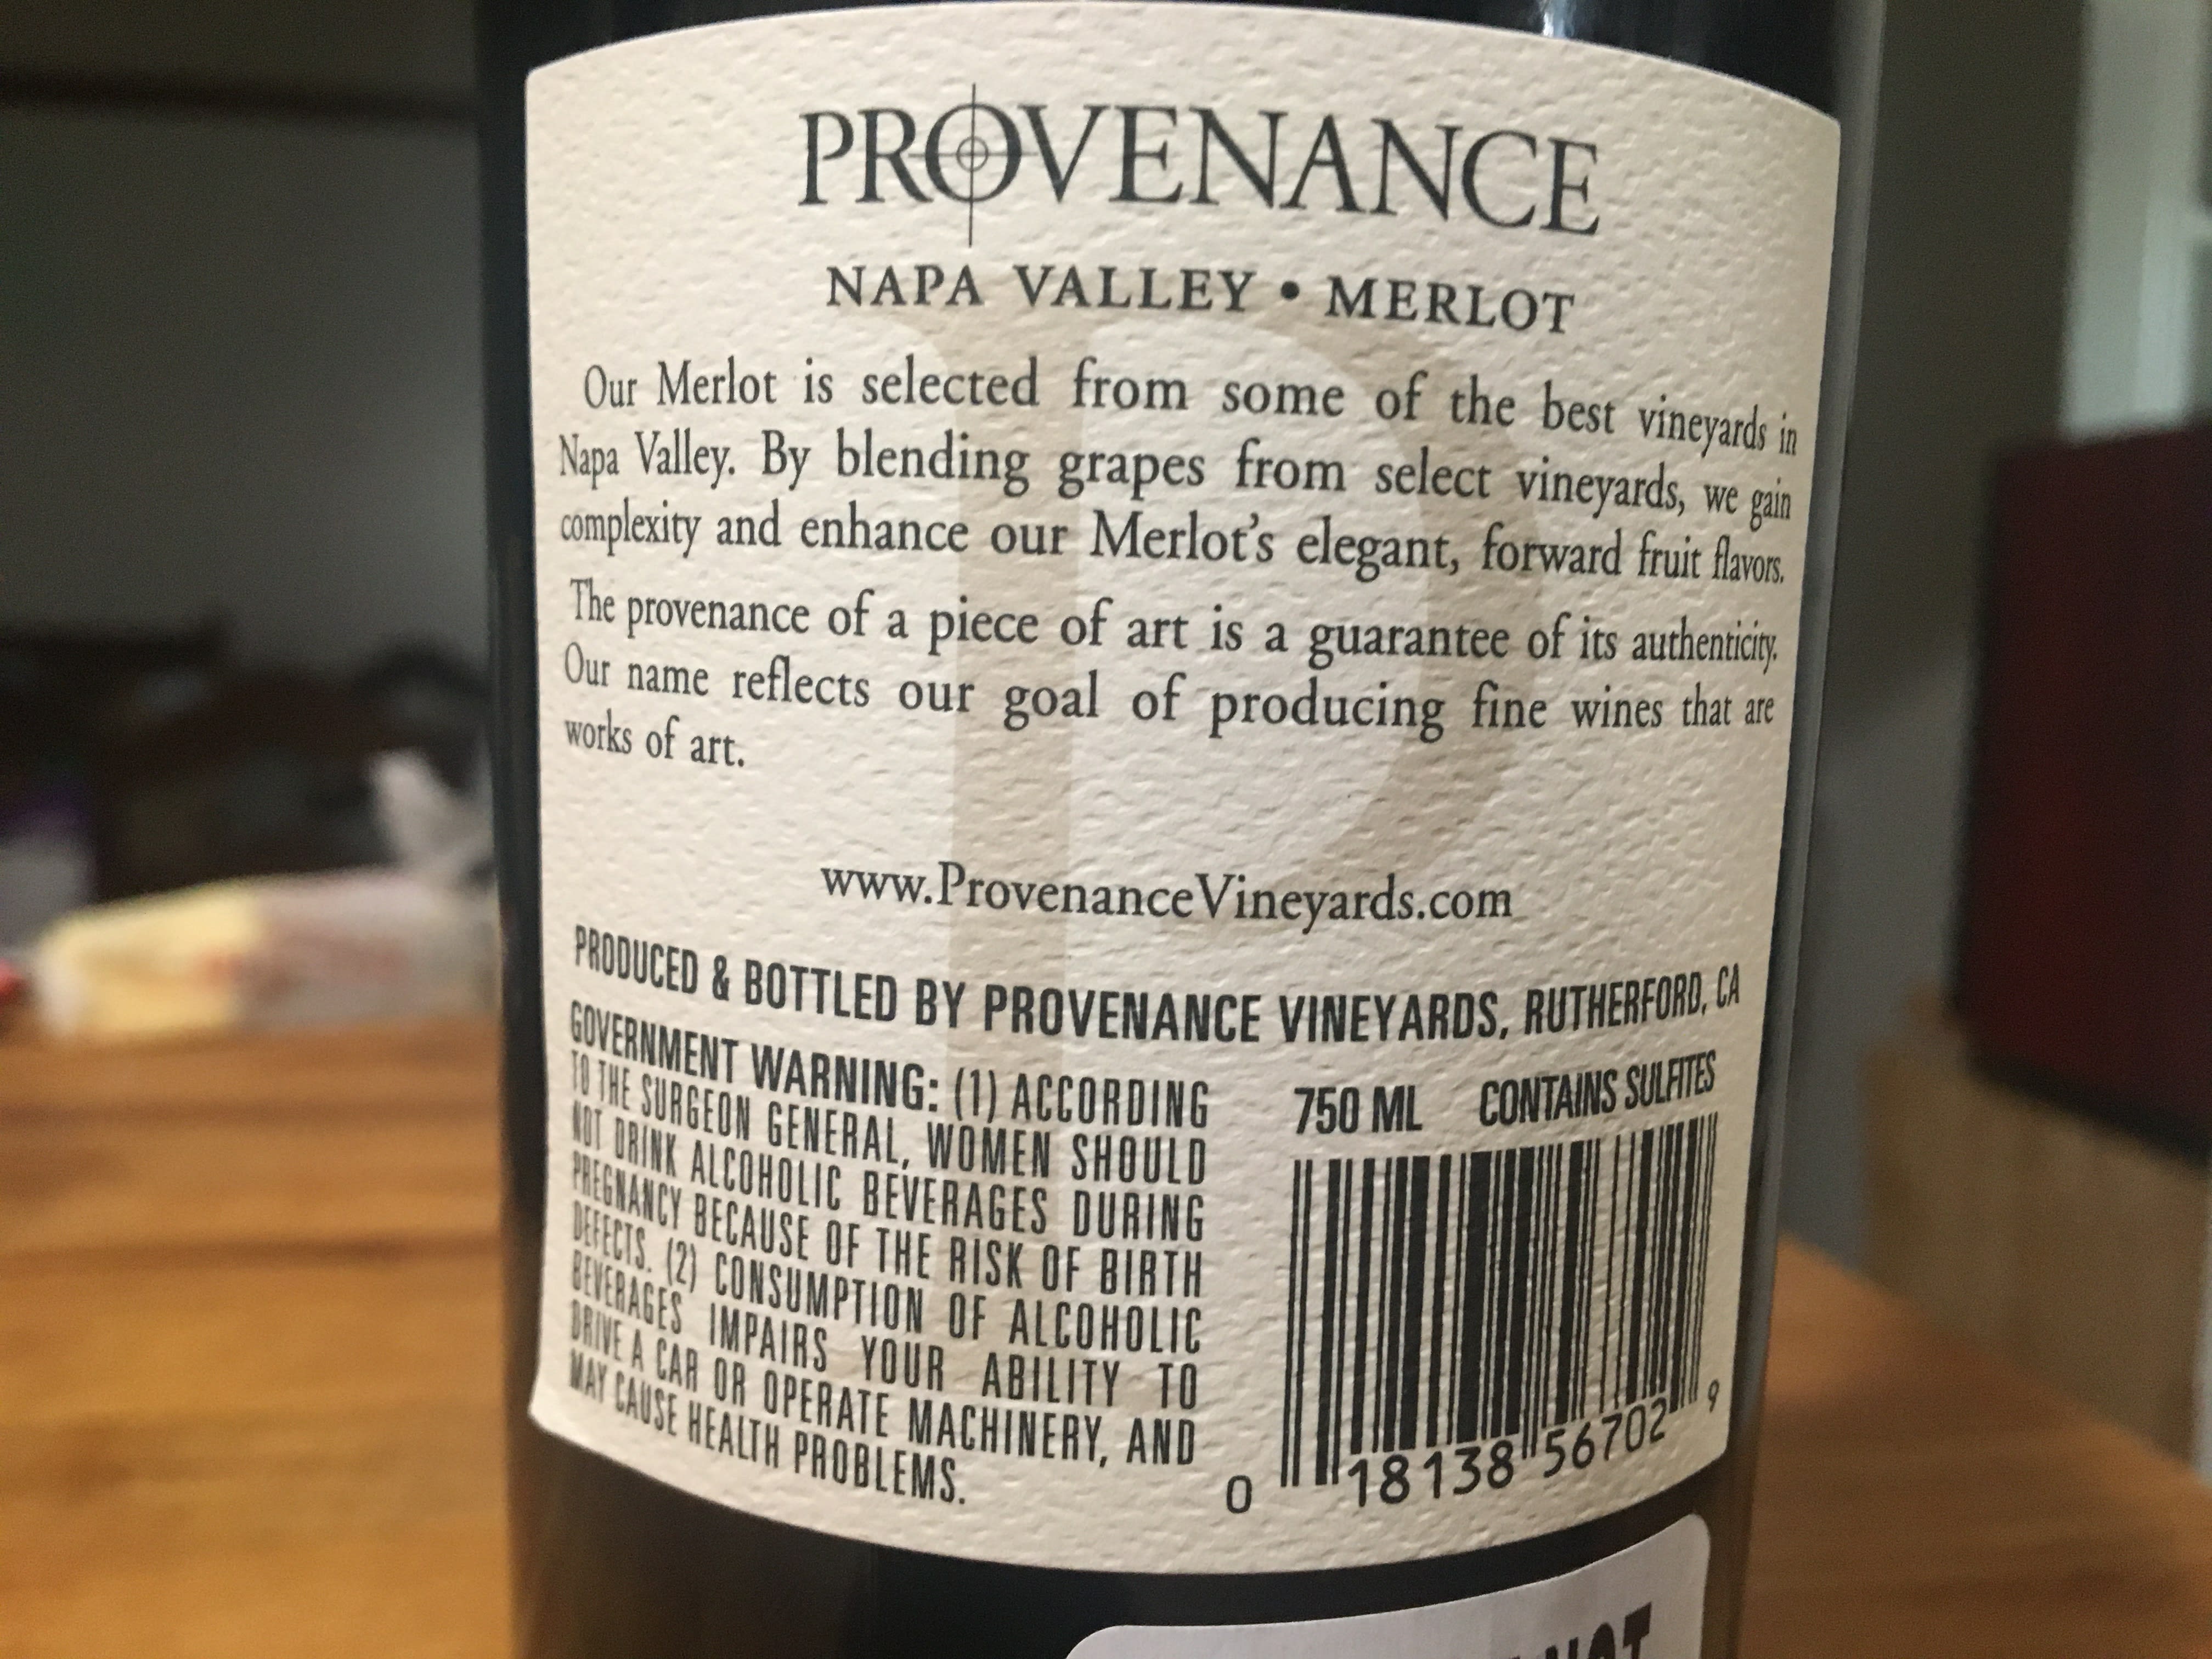 PROVENANCE
NAPA VALLEY • MERLOT
Our Merlot is selected from some of the best vineyards in
Napa Valley. By blending grapes from select vineyards, we gain
complexity and enhance our Merlot's elegant, forward fruit flavors.
The provenance of a piece of art is a guarantee of its authenticity.
Our name reflects our goal of producing fine wines that are
works of art.
www.ProvenanceVineyards.com
PRODUCED & BOTTLED BY PROVENANCE VINEYARDS, RUTHERFORD, CA
GOVERNMENT WARNING: (1) ACCORDING
TO THE SURGEON GENERAL, WOMEN SHOULD
NOT DRINK ALCOHOLIC BEVERAGES DURING
PREGNANCY BECAUSE OF THE RISK OF BIRTH
DEFECTS. (2) CONSUMPTION OF ALCOHOLIC
BEVERAGES IMPAIRS YOUR ABILITY TO
DRIVE A CAR OR OPERATE MACHINERY, AND
MAY CAUSE HEALTH PROBLEMS.
750 ML CONTAINS SULFITES
0 18138 56702 9